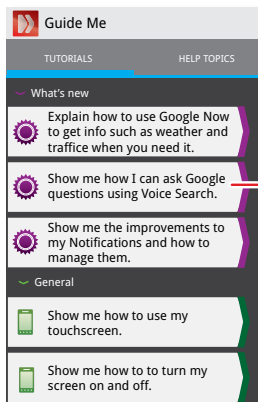 Guide Me
TUTORIALS HELP TOPICS
What's new
Explain how to use Google Now
to get info such as weather and
traffice when you need it.
Show me how I can ask Google
questions using Voice Search.
Show me the improvements to
my Notifications and how to
manage them.
General
Show me how to use my
touchscreen.
Show me how to to turn my
screen on and off.